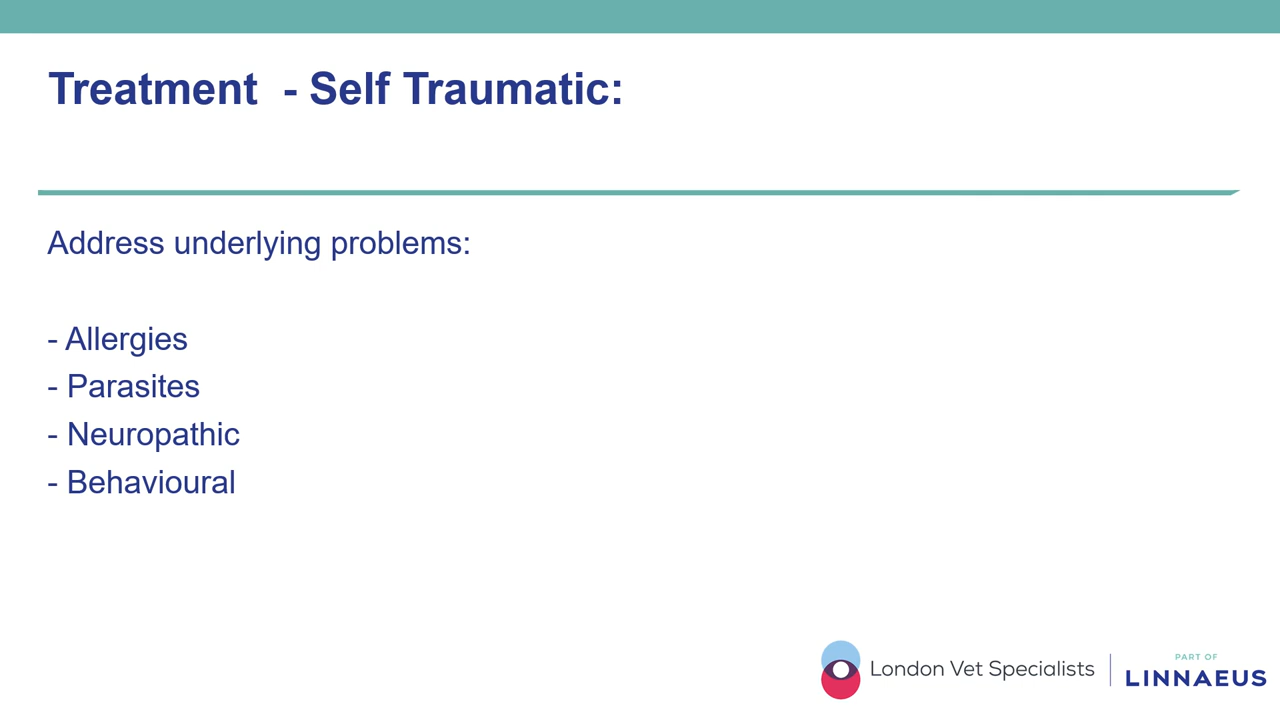 Treatment  - Self Traumatic:
Address underlying problems:
- Allergies
- Parasites
- Neuropathic
- Behavioural
London Vet Specialists
PART OF
LINNAEUS